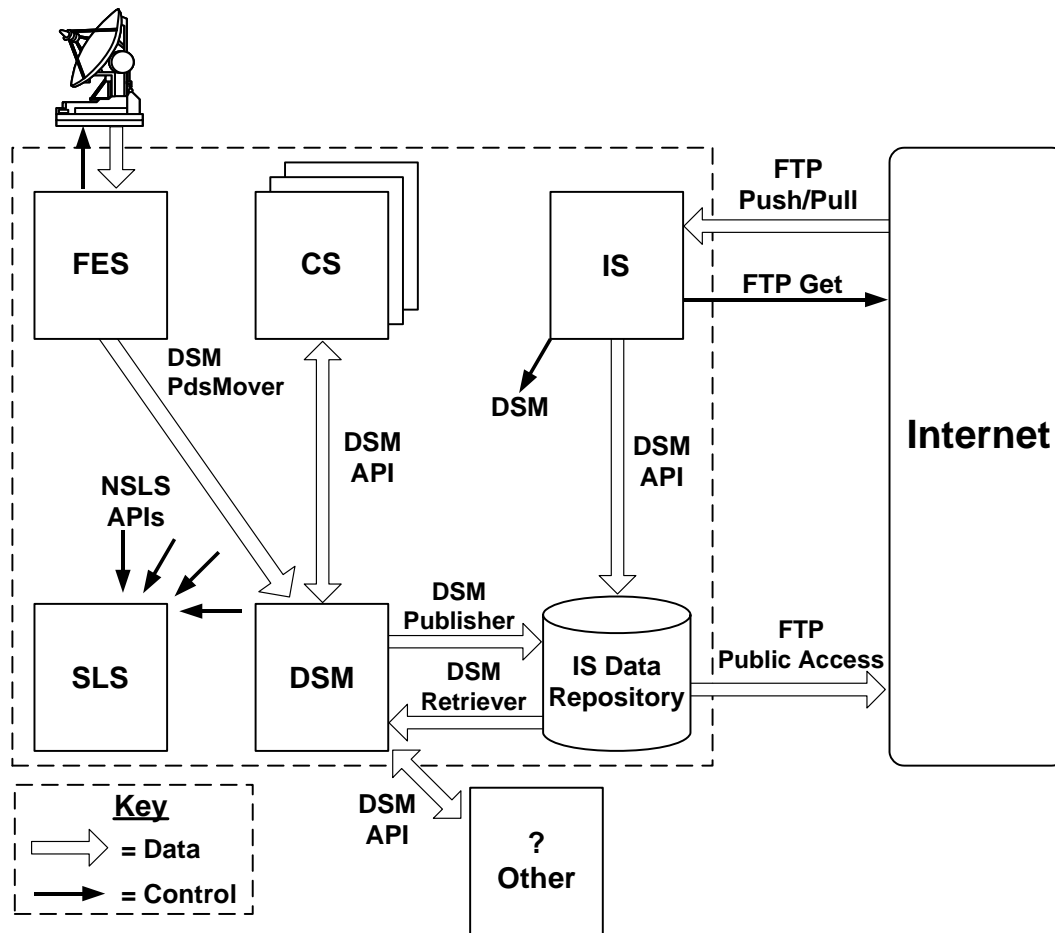 FES
CS
IS
FTP
Push/Pull
FTP Get
DSM
PdsMover
DSM
DSM
API
DSM
API
Internet
NSLS
APIs
SLS
DSM
DSM
Publisher
DSM
Retriever
IS Data
Repository
FTP
Public Access
DSM
API
?
Other
Key
= Data
= Control